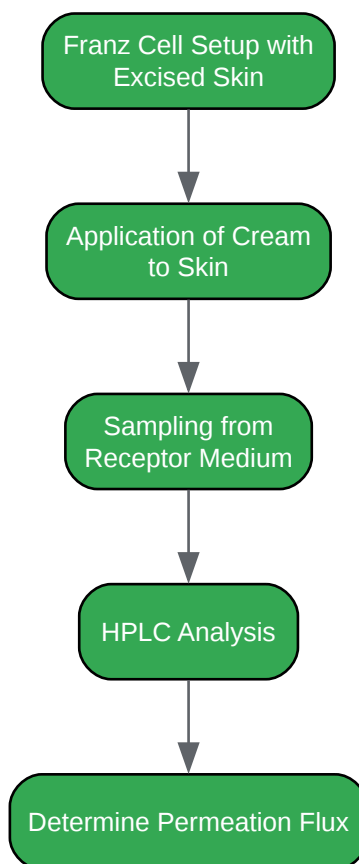 Franz Cell Setup with
Excised Skin
Application of Cream
to Skin
Sampling from
Receptor Medium
HPLC Analysis
Determine Permeation Flux